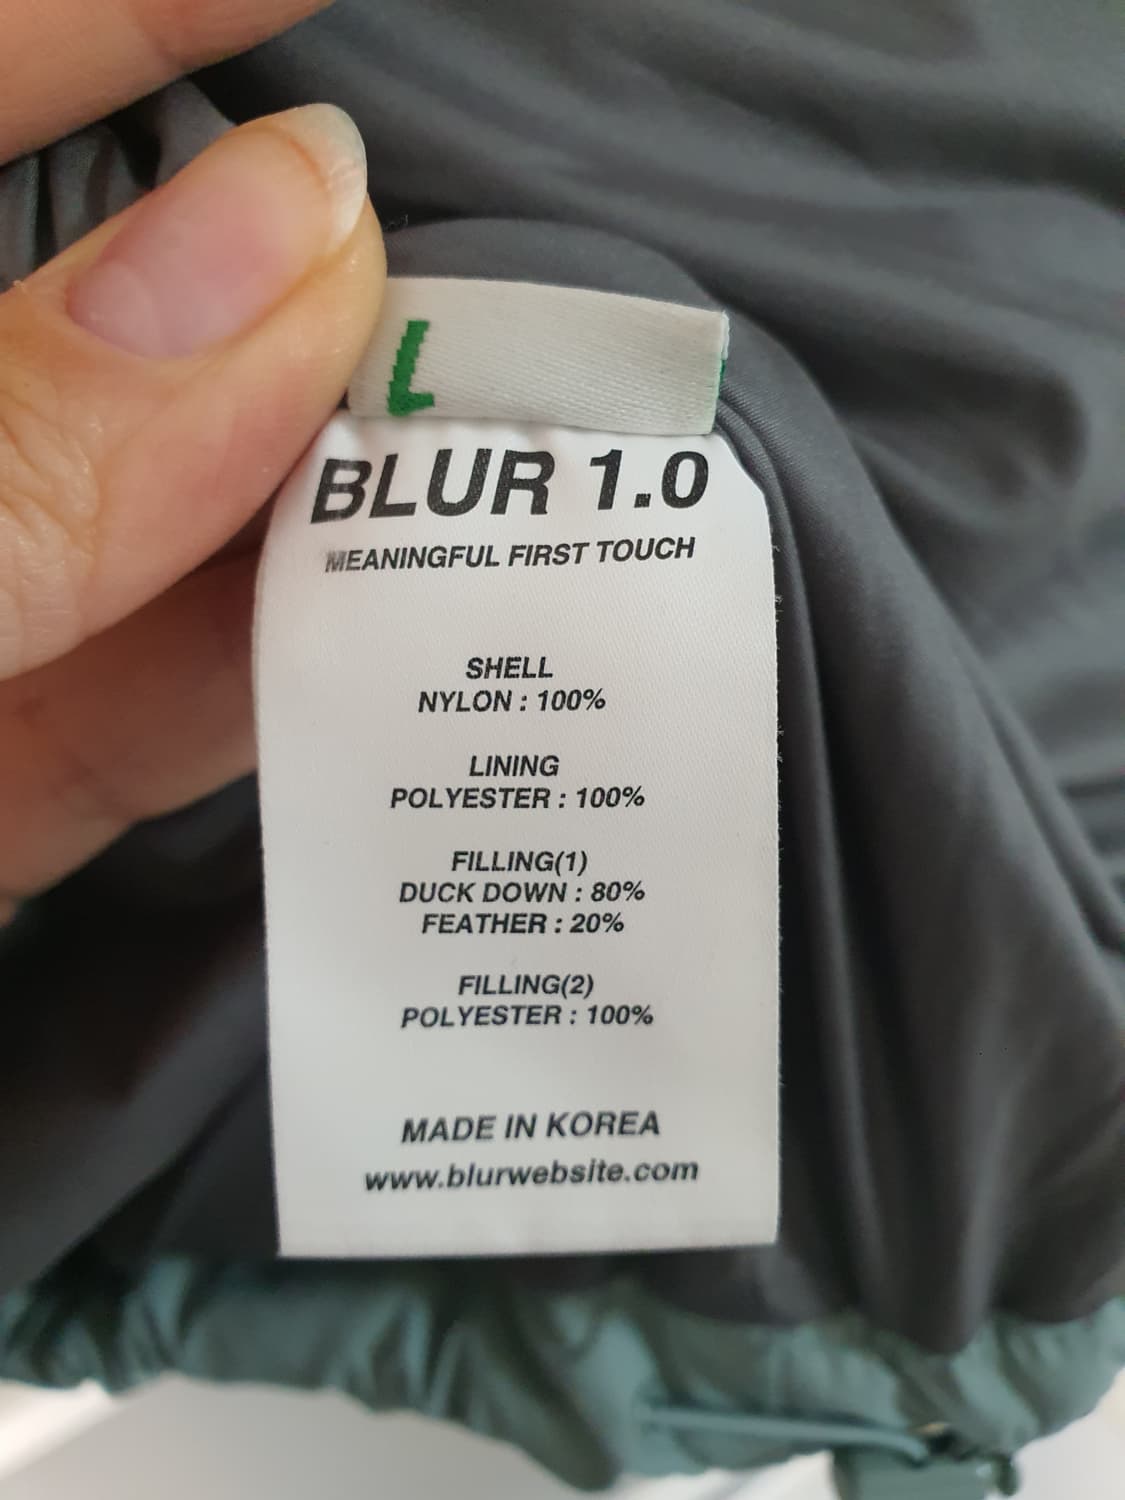 L
BLUR 1.0
MEANINGFUL FIRST TOUCH
SHELL
NYLON : 100%
LINING
POLYESTER : 100%
FILLING(1)
DUCK DOWN : 80%
FEATHER : 20%
FILLING(2)
POLYESTER : 100%
MADE IN KOREA
www.blurwebsite.com